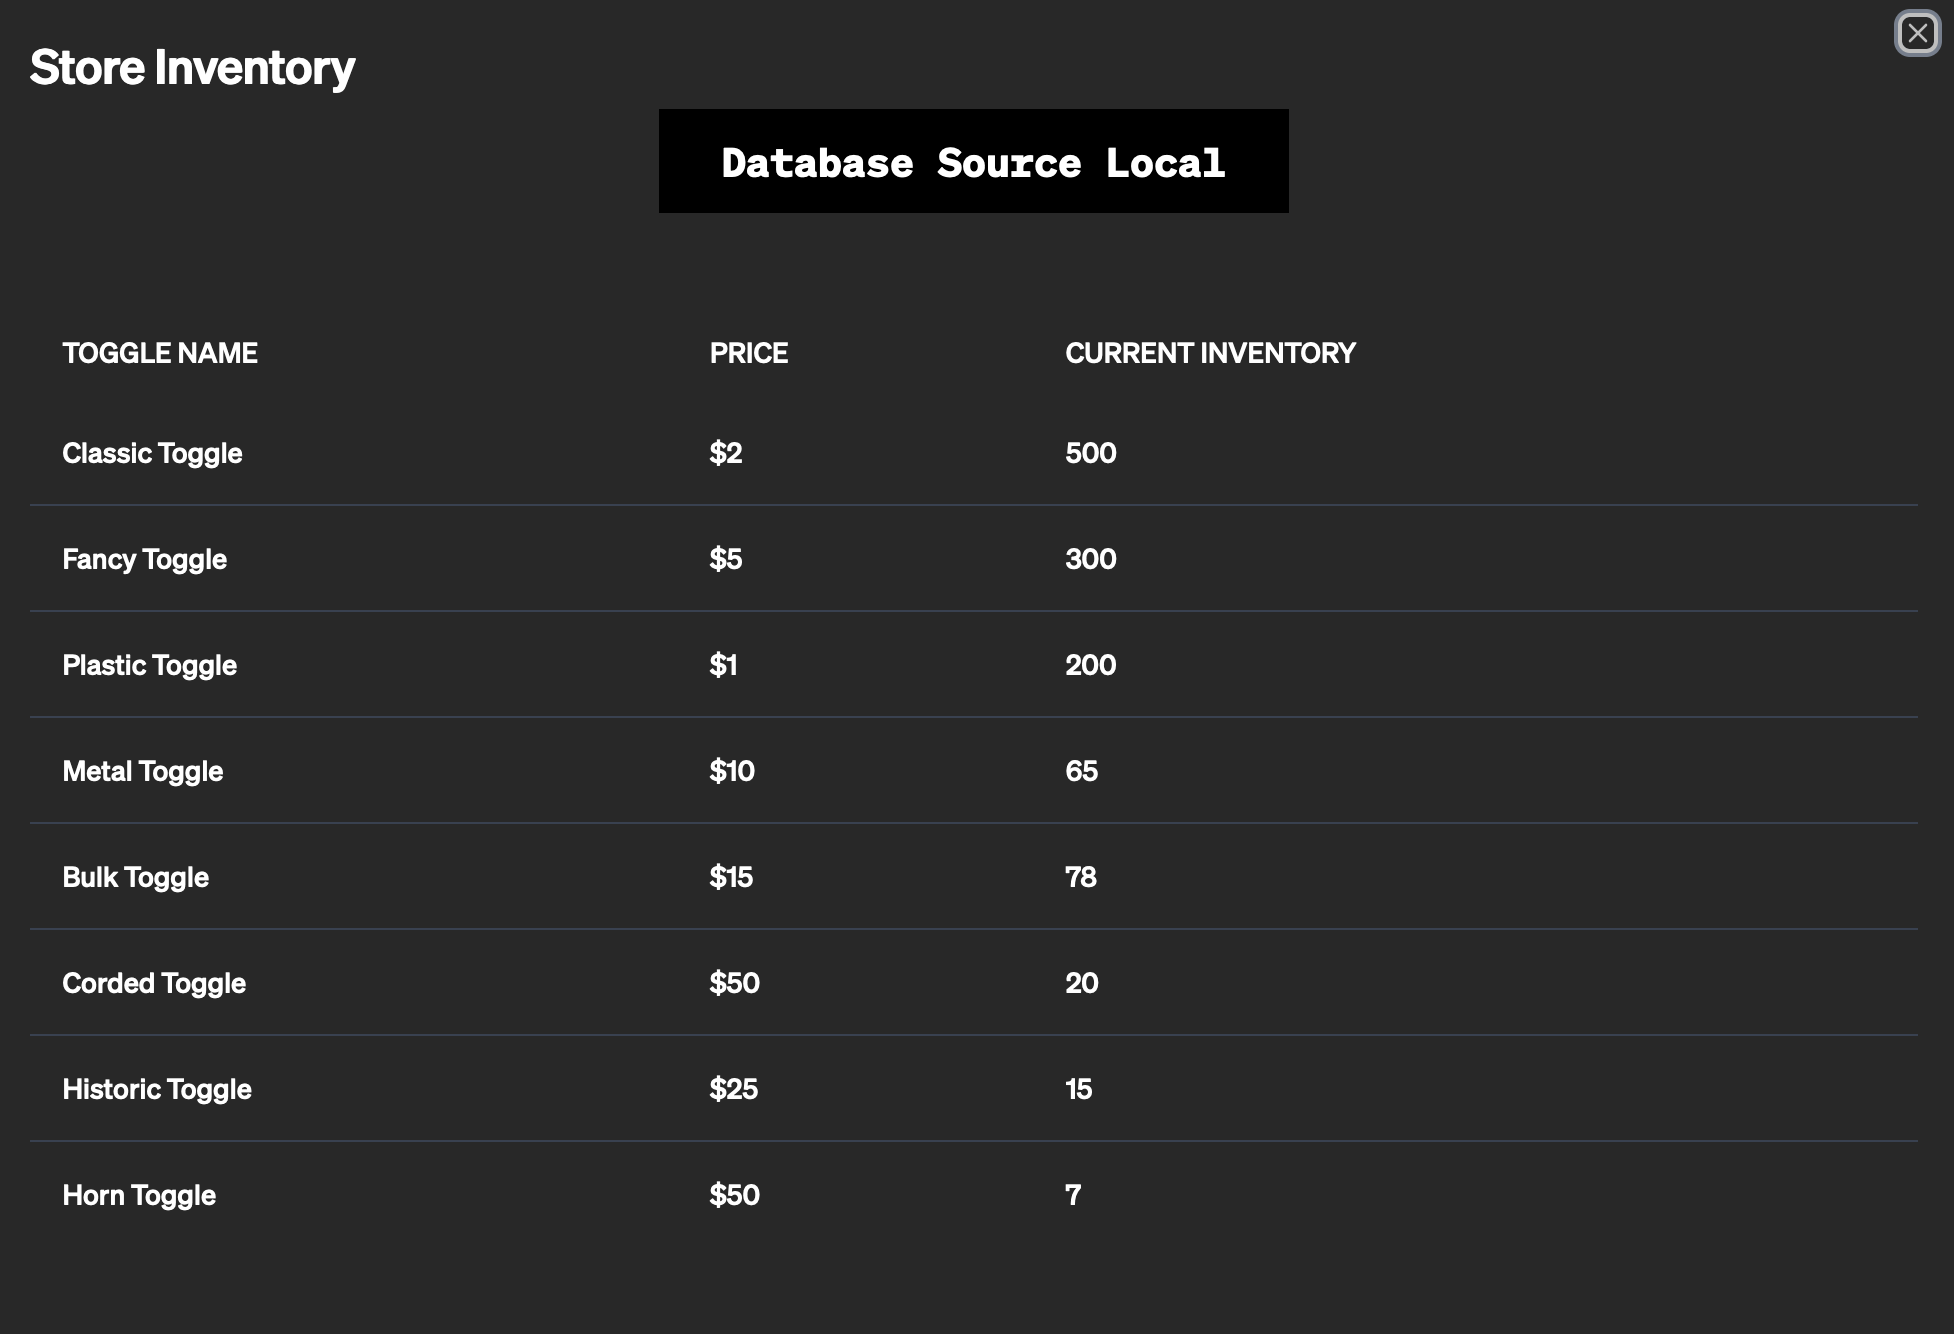 Store Inventory
Database Source Local
TOGGLE NAME PRICE CURRENT INVENTORY
Classic Toggle $2 500
Fancy Toggle $5 300
Plastic Toggle $1 200
Metal Toggle $10 65
Bulk Toggle $15 78
Corded Toggle $50 20
Historic Toggle $25 15
Horn Toggle $50 7